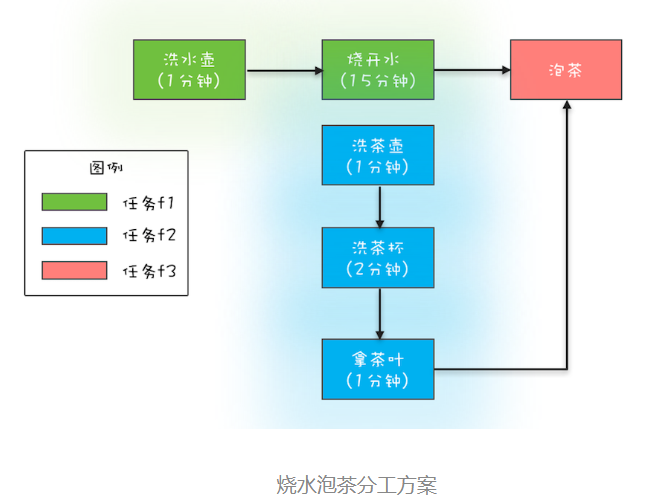 洗水壶
(1分钟)
烧开水
(15分钟)
泡茶
洗茶壶
(1分钟)
图例
任务f1
任务f2
任务f3
洗茶杯
(2分钟)
拿茶叶
(1分钟)
烧水泡茶分工方案